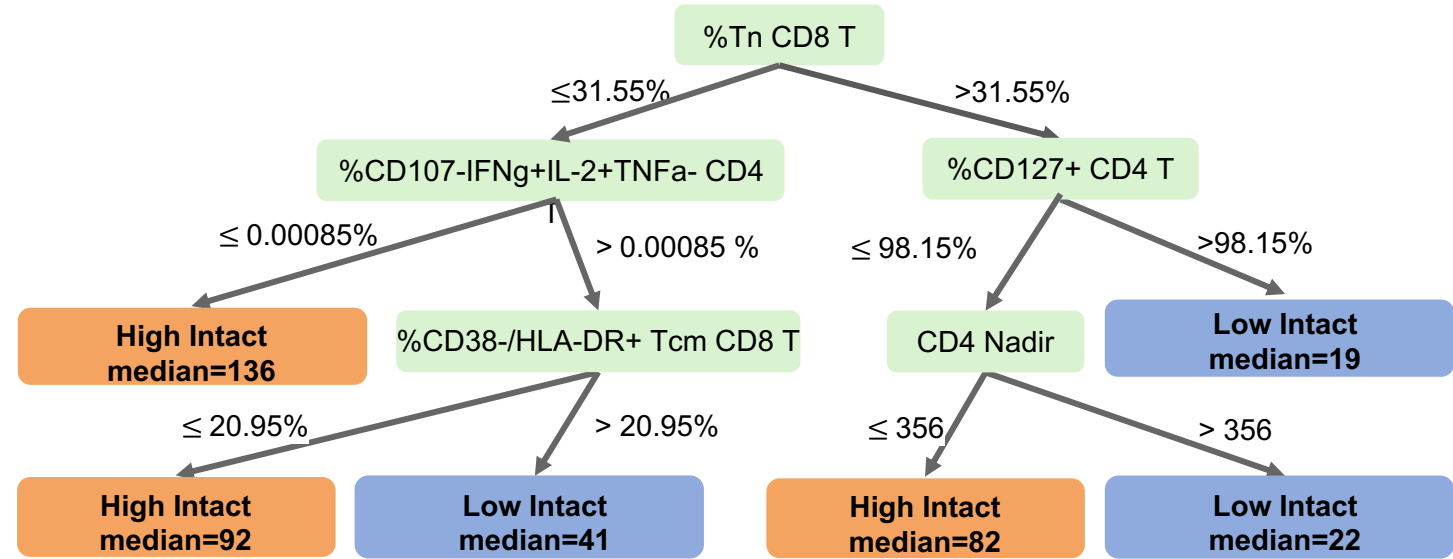 %Tn CD8 T
≤31.55%
>31.55%
%CD107-IFNg+IL-2+TNFa- CD4
T
%CD127+ CD4 T
≤ 0.00085%
> 0.00085 %
≤ 98.15%
>98.15%
High Intact
median=136
%CD38-/HLA-DR+ Tcm CD8 T
CD4 Nadir
Low Intact
median=19
≤ 20.95%
> 20.95%
≤ 356
> 356
High Intact
median=92
Low Intact
median=41
High Intact
median=82
Low Intact
median=22